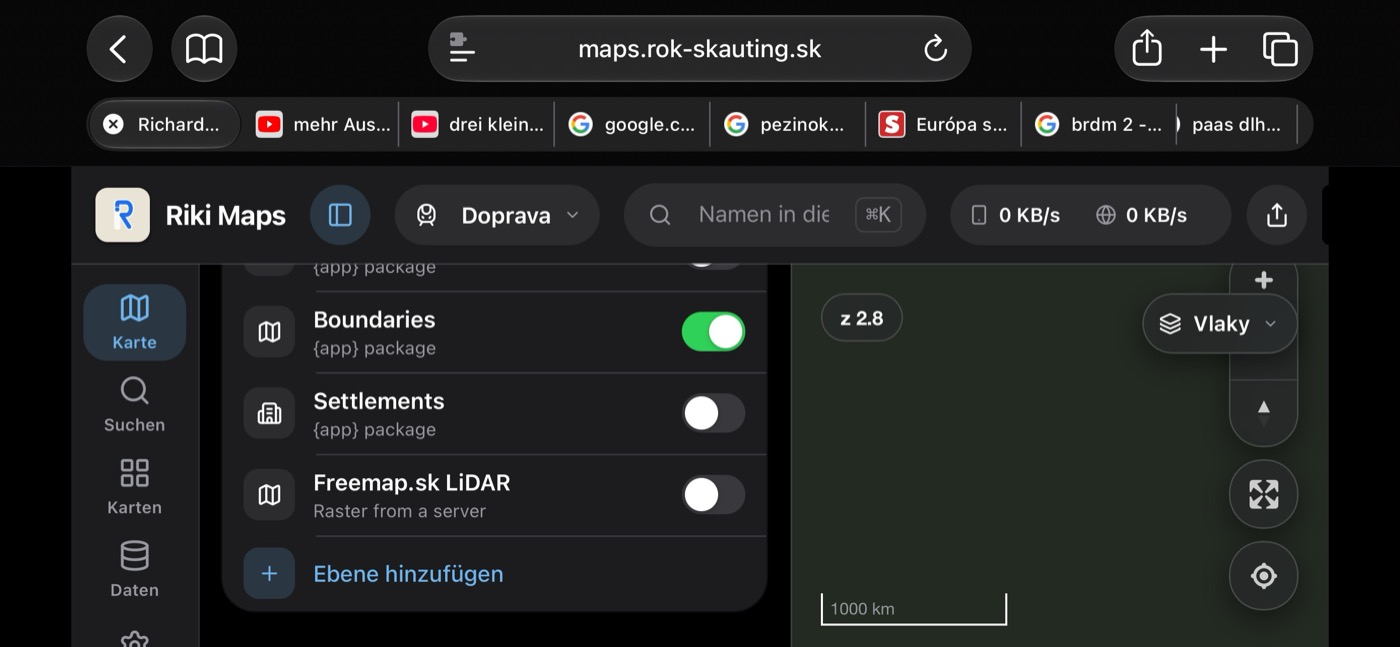 maps.rok-skauting.sk
Richard...
mehr Aus...
drei klein...
google.c...
pezinok...
Európa s...
brdm 2 -...
paas dlh...
Riki Maps
Doprava
Namen in die
⌘K
0 KB/s
0 KB/s
{app} package
Boundaries
{app} package
Settlements
{app} package
Freemap.sk LiDAR
Raster from a server
Ebene hinzufügen
Karte
Suchen
Karten
Daten
z 2.8
Vlaky
1000 km